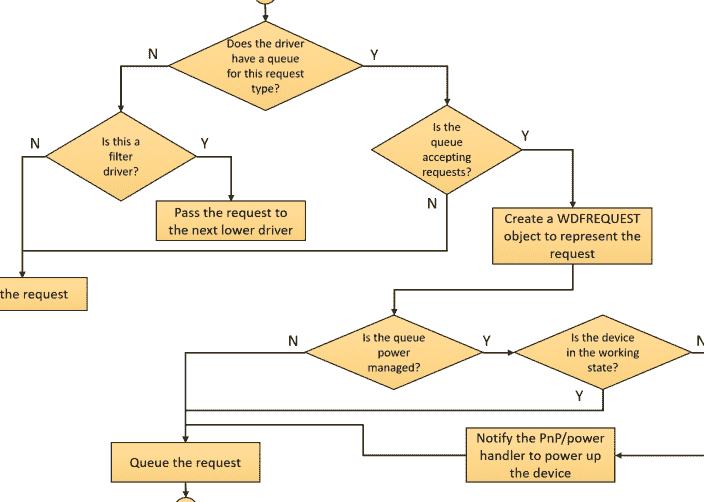 Does the driver
have a queue
for this request
type?
N
Y
Is this a
filter
driver?
N
Y
Is the
queue
accepting
requests?
Y
N
Pass the request to
the next lower driver
Create a WDFREQUEST
object to represent the
request
the request
Is the queue
power
managed?
N
Y
Is the device
in the working
state?
N
Y
Queue the request
Notify the PnP/power
handler to power up
the device